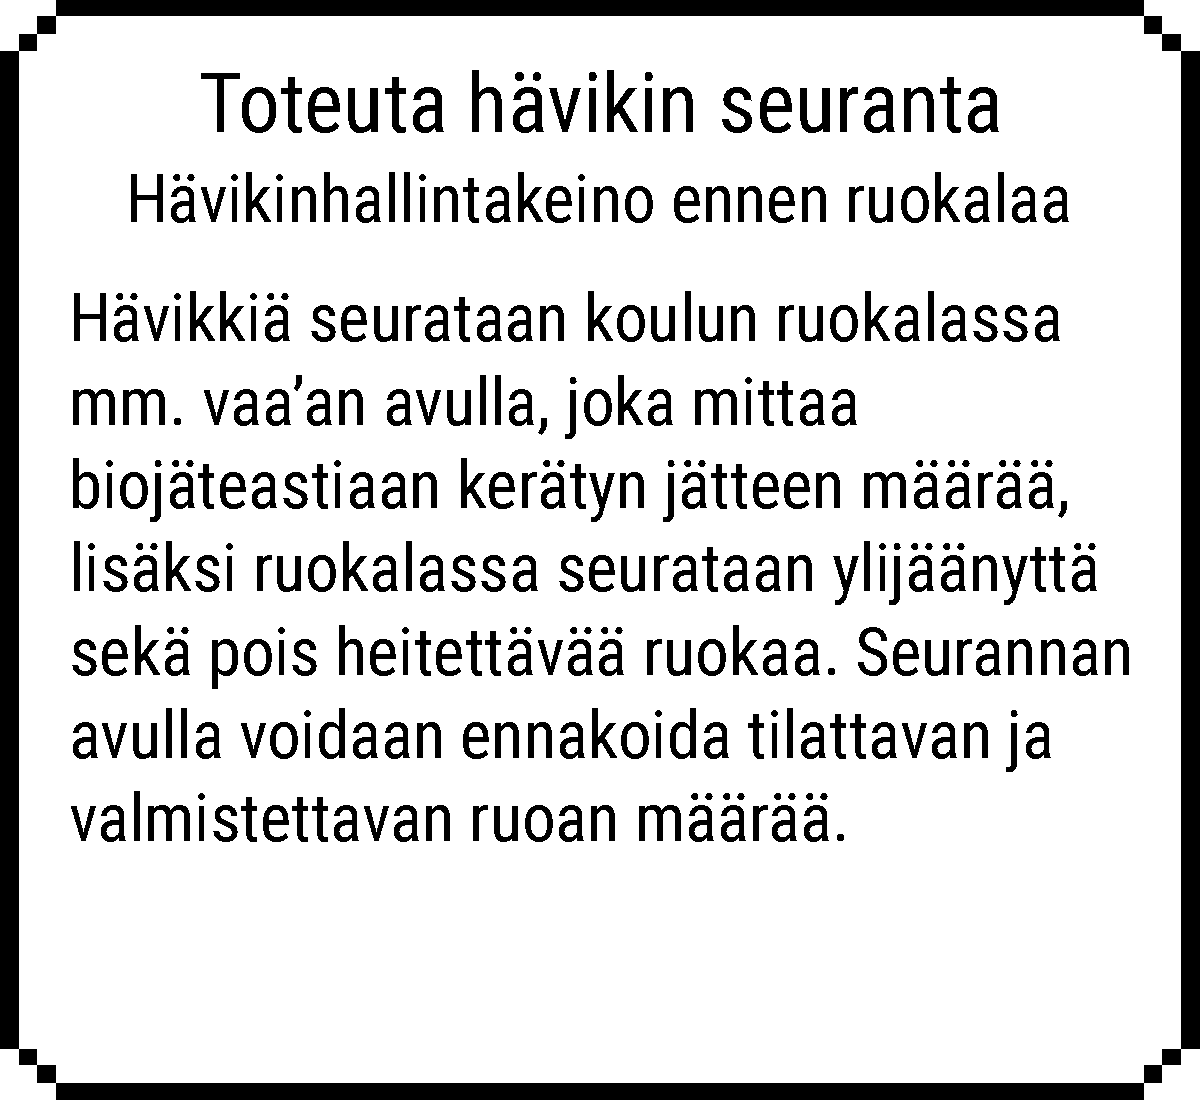 Toteuta hävikin seuranta
Hävikinhallintakeino ennen ruokalaa
Hävikkiä seurataan koulun ruokalassa
mm. vaa’an avulla, joka mittaa
biojäteastiaan kerätyn jätteen määrää,
lisäksi ruokalassa seurataan ylijäänyttä
sekä pois heitettävää ruokaa. Seurannan
avulla voidaan ennakoida tilattavan ja
valmistettavan ruoan määrää.